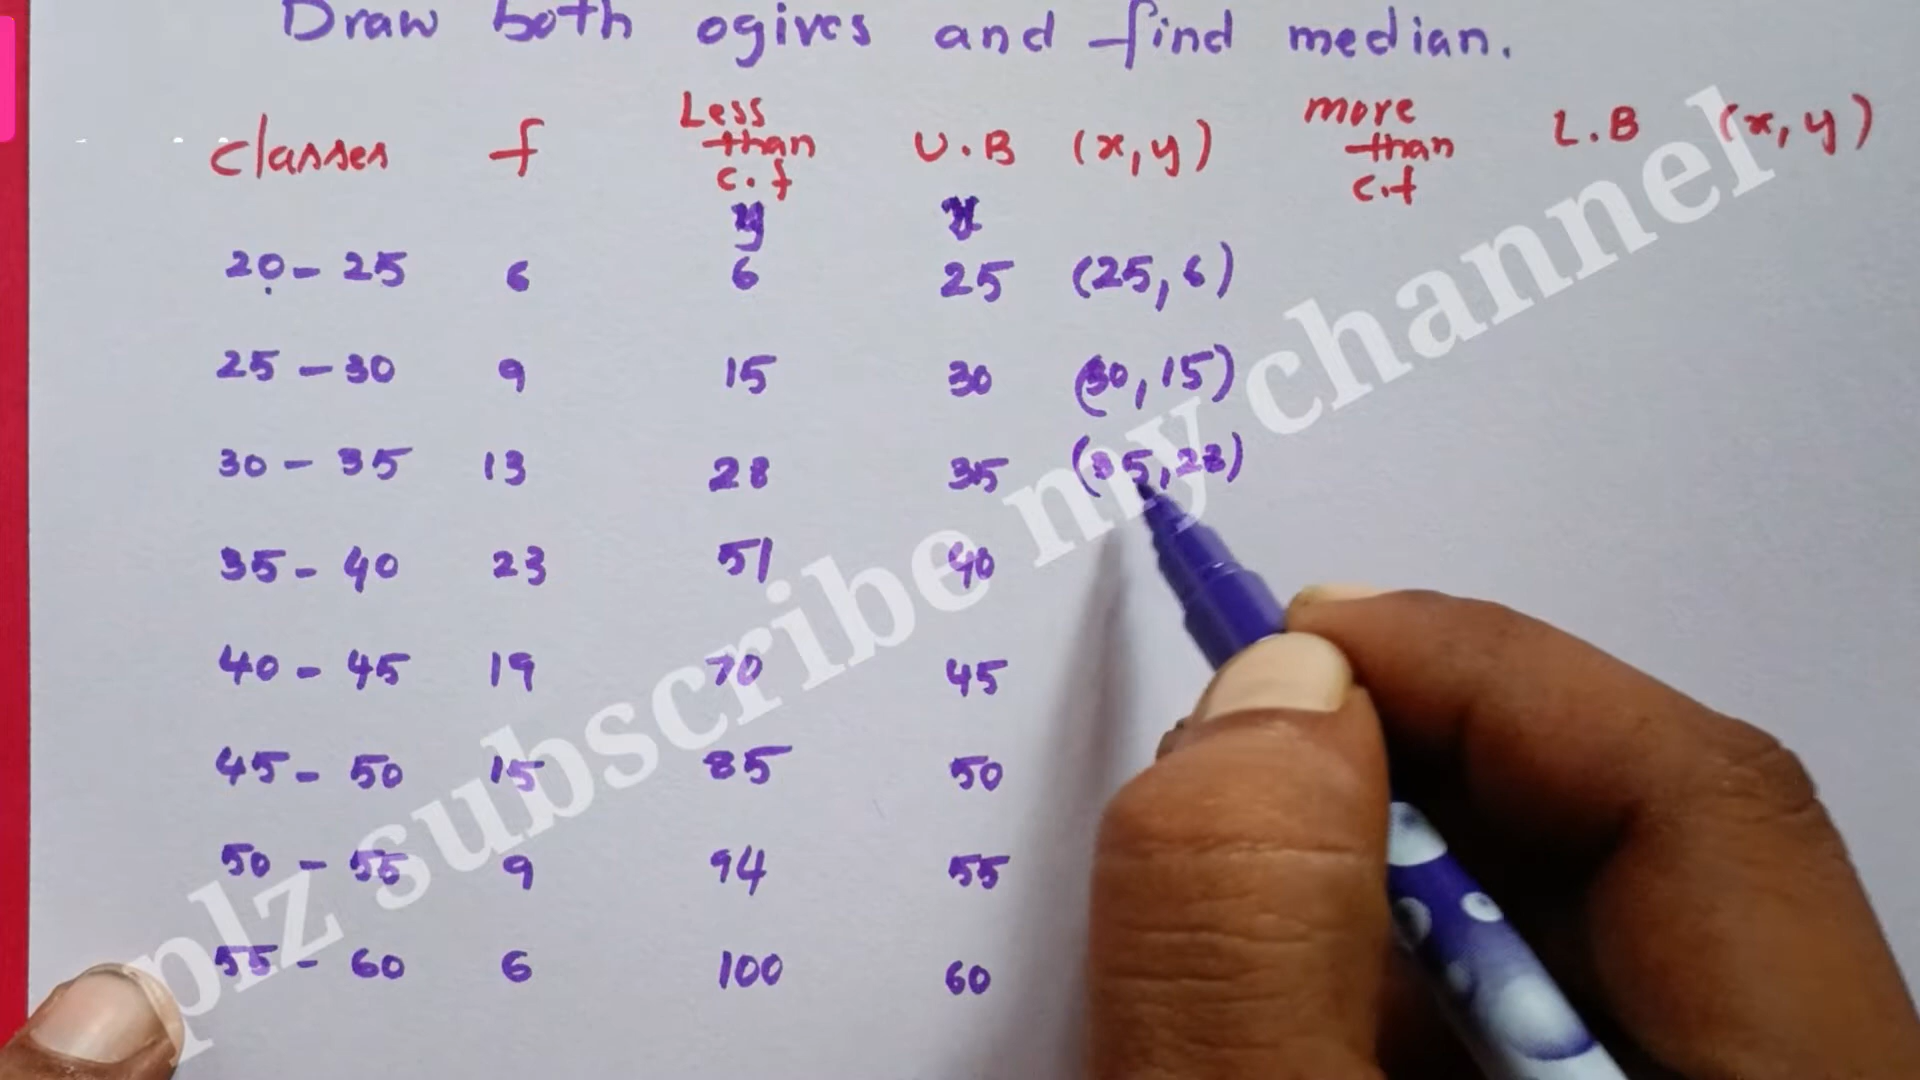 Draw both ogives and find median.
classes f Less than c.f U.B (x,y) more than c.f L.B (x,y)
y x
20 - 25 6 6 25 (25,6)
25 - 30 9 15 30 (30,15)
30 - 35 13 28 35 (35,28)
35 - 40 23 51 40
40 - 45 19 70 45
45 - 50 15 85 50
50 - 55 9 94 55
55 - 60 6 100 60
plz subscribe my channel